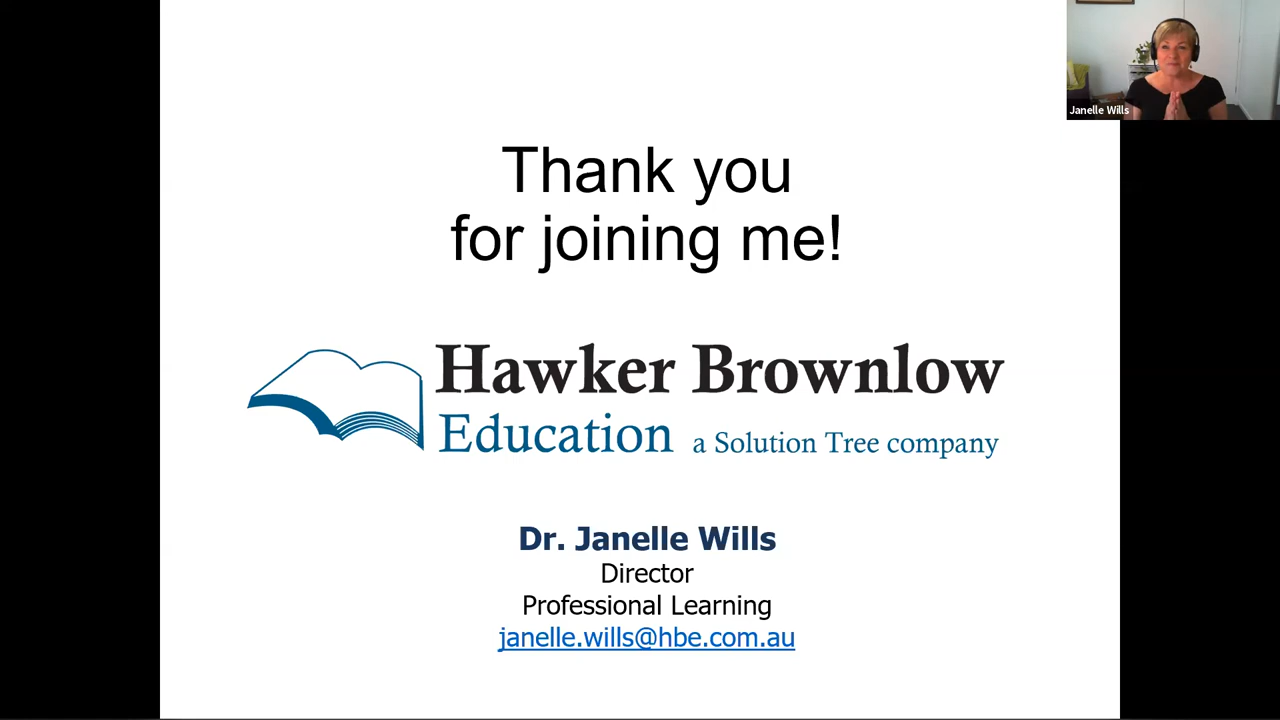 Thank you
for joining me!
Janelle Wills
Hawker Brownlow
Education a Solution Tree company
Dr. Janelle Wills
Director
Professional Learning
janelle.wills@hbe.com.au